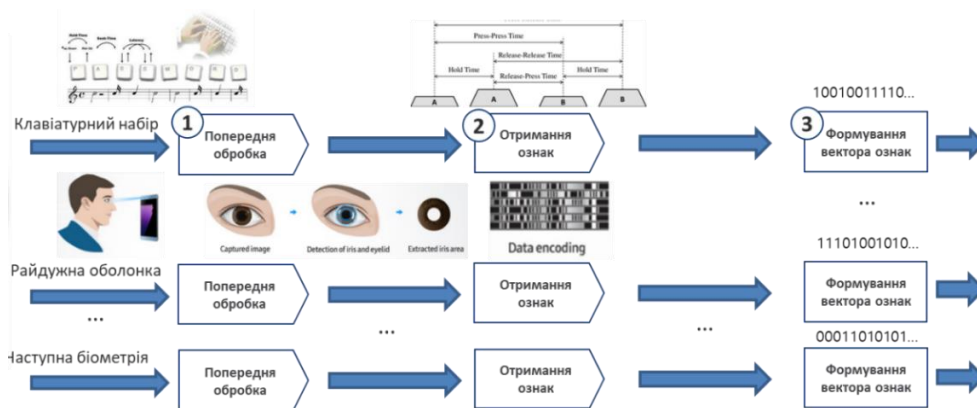 Press-Press Time
Release-Release Time
Hold Time
Hold Time
Release-Press Time
A
A
B
B
10010011110...
Клавіатурний набір
1
Попередня
обробка
2
Отримання
ознак
3
Формування
вектора ознак
...
Captured image
Detection of iris and eyelid
Extracted iris area
Data encoding
11101001010...
Райдужна оболонка
Попередня
обробка
Отримання
ознак
Формування
вектора ознак
...
...
...
00011010101...
Наступна біометрія
Попередня
обробка
Отримання
ознак
Формування
вектора ознак